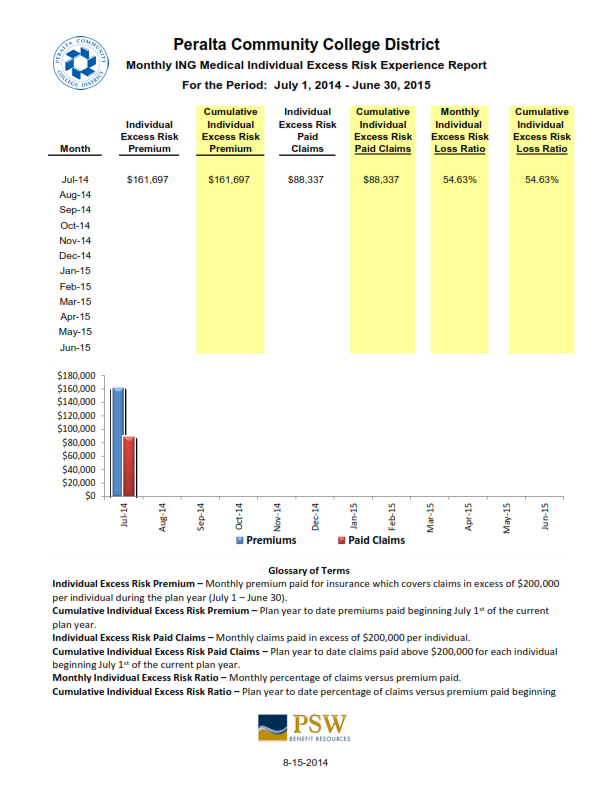 PERALTA COMMUNITY COLLEGE DISTRICT
Peralta Community College District
Monthly ING Medical Individual Excess Risk Experience Report
For the Period: July 1, 2014 - June 30, 2015
Cumulative Individual Cumulative Monthly Cumulative
Individual Individual Excess Risk Individual Individual Individual
Excess Risk Excess Risk Paid Excess Risk Excess Risk Excess Risk
Month Premium Premium Claims Paid Claims Loss Ratio Loss Ratio
Jul-14 $161,697 $161,697 $88,337 $88,337 54.63% 54.63%
Aug-14
Sep-14
Oct-14
Nov-14
Dec-14
Jan-15
Feb-15
Mar-15
Apr-15
May-15
Jun-15
$180,000
$160,000
$140,000
$120,000
$100,000
$80,000
$60,000
$40,000
$20,000
$0
Jul-14 Aug-14 Sep-14 Oct-14 Nov-14 Dec-14 Jan-15 Feb-15 Mar-15 Apr-15 May-15 Jun-15
Premiums Paid Claims
Glossary of Terms
Individual Excess Risk Premium – Monthly premium paid for insurance which covers claims in excess of $200,000
per individual during the plan year (July 1 – June 30).
Cumulative Individual Excess Risk Premium – Plan year to date premiums paid beginning July 1st of the current
plan year.
Individual Excess Risk Paid Claims – Monthly claims paid in excess of $200,000 per individual.
Cumulative Individual Excess Risk Paid Claims – Plan year to date claims paid above $200,000 for each individual
beginning July 1st of the current plan year.
Monthly Individual Excess Risk Ratio – Monthly percentage of claims versus premium paid.
Cumulative Individual Excess Risk Ratio – Plan year to date percentage of claims versus premium paid beginning
PSW
BENEFIT RESOURCES
8-15-2014